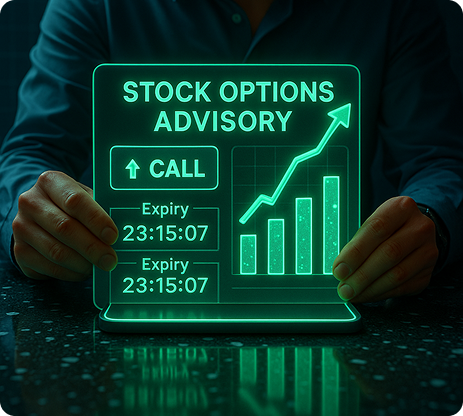 STOCK OPTIONS
ADVISORY
↑ CALL
Expiry
23:15:07
Expiry
23:15:07